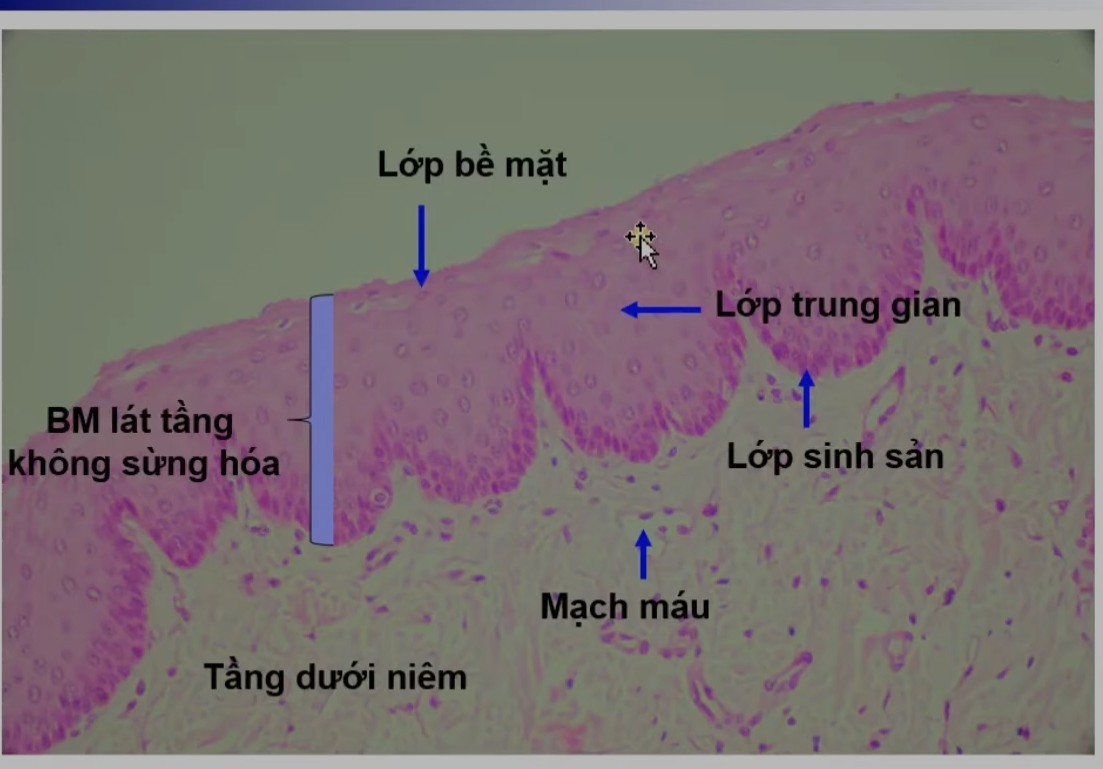 Lớp bề mặt
Lớp trung gian
BM lát tầng
không sừng hóa
Lớp sinh sản
Mạch máu
Tầng dưới niêm